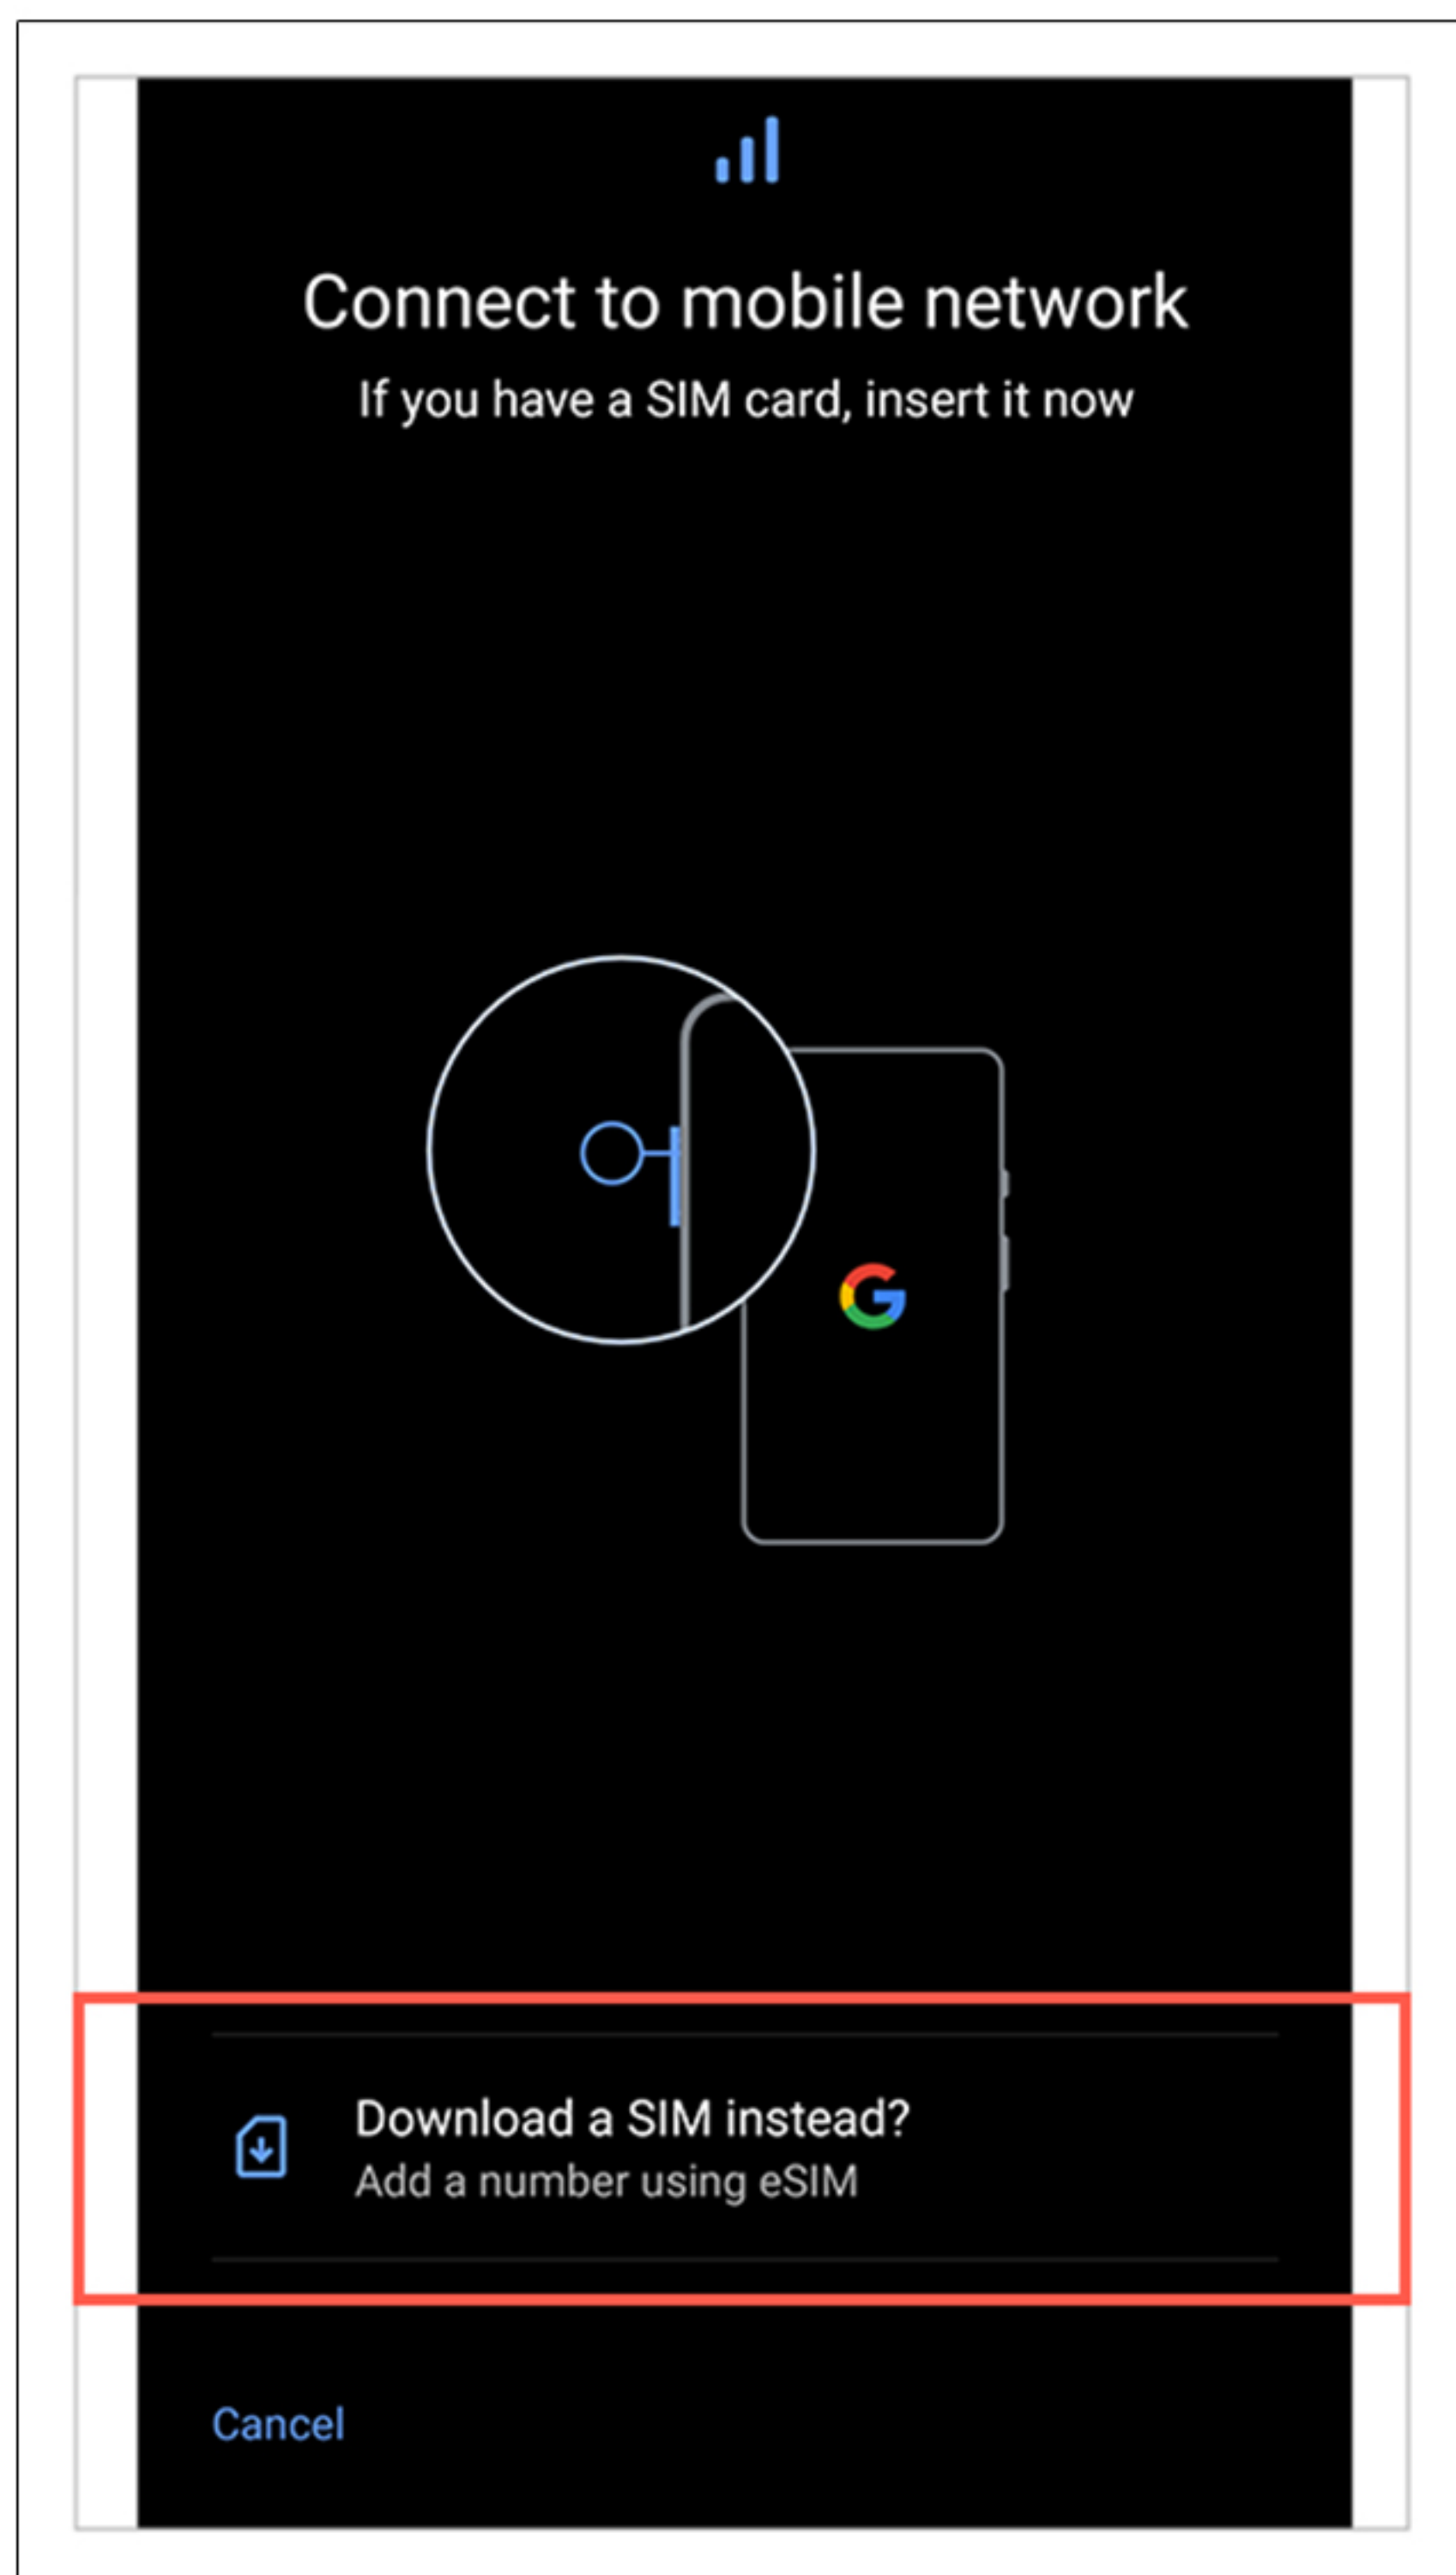 Connect to mobile network
If you have a SIM card, insert it now
G
Download a SIM instead?
Add a number using eSIM
Cancel